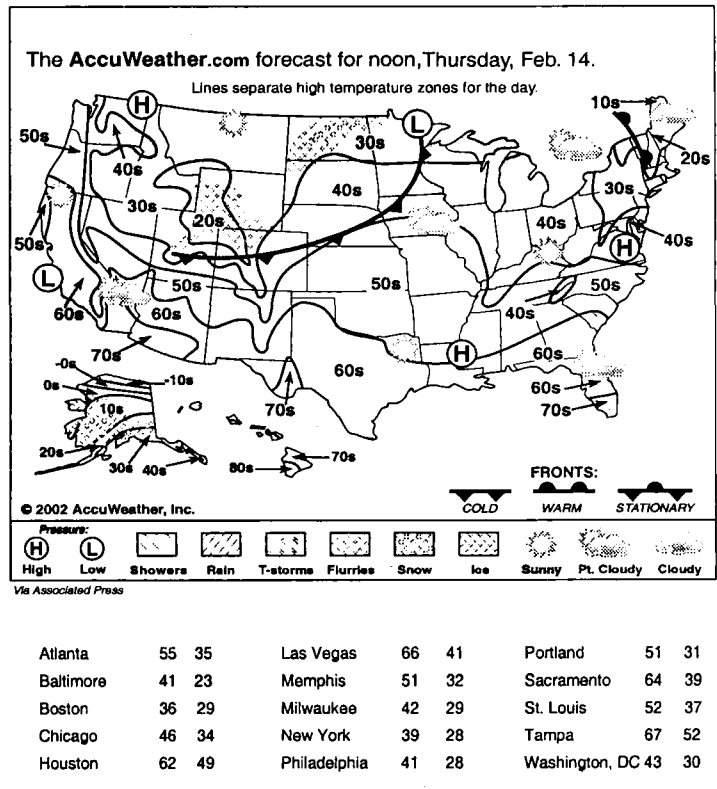 The AccuWeather.com forecast for noon, Thursday, Feb. 14.
Lines separate high temperature zones for the day.
H
L
10s
50s
30s
40s
20s
40s
30s
30s
20s
40s
50s
40s
H
40s
L
50s
50s
50s
60s
60s
40s
70s
H
60s
60s
60s
-0s
-10s
0s
70s
70s
10s
20s
30s
40s
80s
70s
FRONTS:
COLD
WARM
STATIONARY
© 2002 AccuWeather, Inc.
Pressure:
H
L
High
Low
Showers
Rain
T-storms
Flurries
Snow
Ice
Sunny
Pt. Cloudy
Cloudy
Via Associated Press
Atlanta 55 35
Baltimore 41 23
Boston 36 29
Chicago 46 34
Houston 62 49
Las Vegas 66 41
Memphis 51 32
Milwaukee 42 29
New York 39 28
Philadelphia 41 28
Portland 51 31
Sacramento 64 39
St. Louis 52 37
Tampa 67 52
Washington, DC 43 30